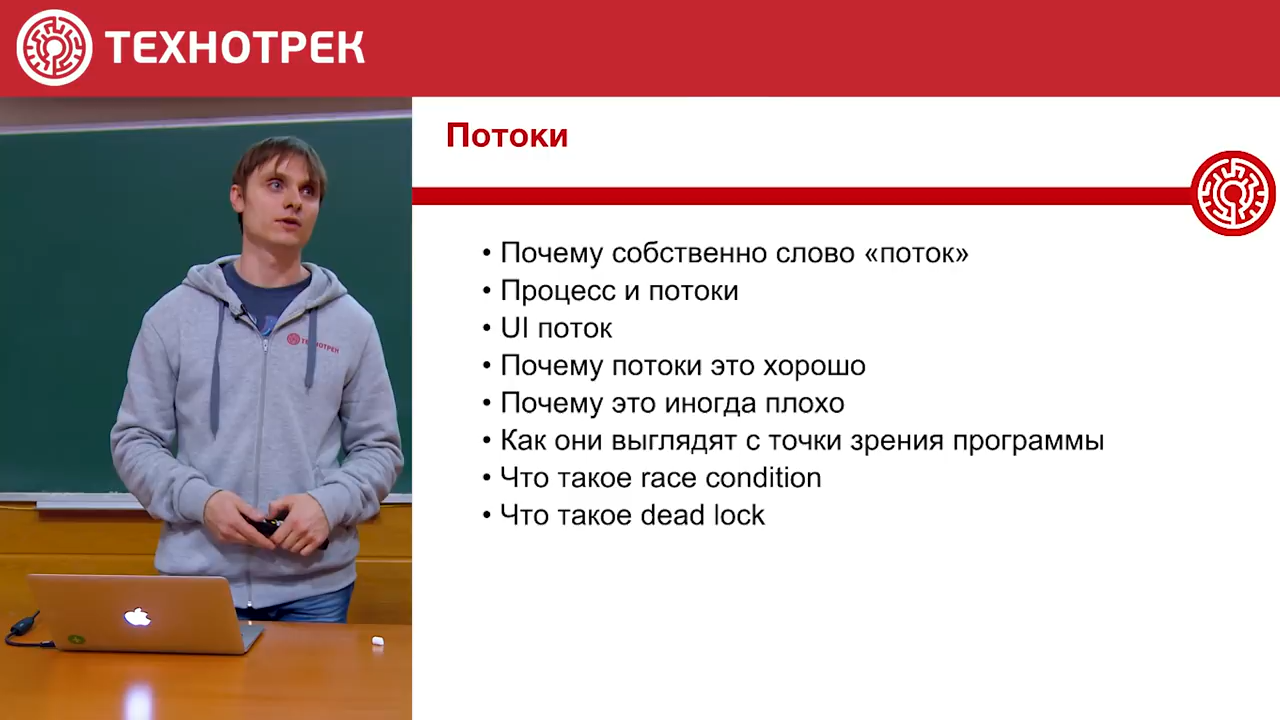 ТЕХНОТРЕК
Потоки
• Почему собственно слово «поток»
• Процесс и потоки
• UI поток
• Почему потоки это хорошо
• Почему это иногда плохо
• Как они выглядят с точки зрения программы
• Что такое race condition
• Что такое dead lock
ТЕХНОТРЕК